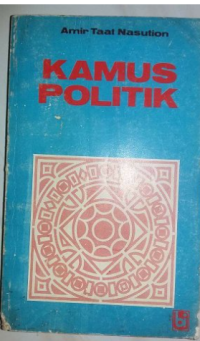 Amir Taat Nasution
KAMUS
POLITIK